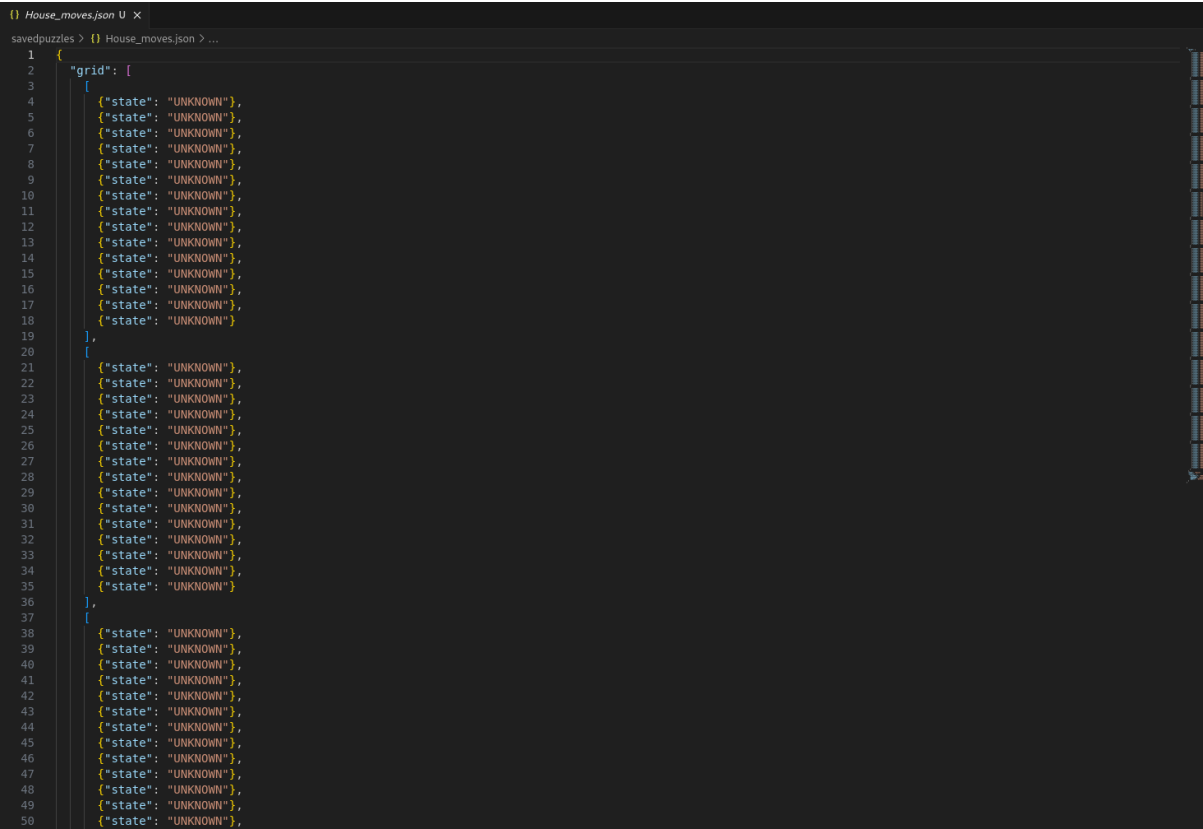 {} House_moves.json U ×
savedpuzzles > {} House_moves.json > ...
1 {
2 "grid": [
3 [
4 {"state": "UNKNOWN"},
5 {"state": "UNKNOWN"},
6 {"state": "UNKNOWN"},
7 {"state": "UNKNOWN"},
8 {"state": "UNKNOWN"},
9 {"state": "UNKNOWN"},
10 {"state": "UNKNOWN"},
11 {"state": "UNKNOWN"},
12 {"state": "UNKNOWN"},
13 {"state": "UNKNOWN"},
14 {"state": "UNKNOWN"},
15 {"state": "UNKNOWN"},
16 {"state": "UNKNOWN"},
17 {"state": "UNKNOWN"},
18 {"state": "UNKNOWN"}
19 ],
20 [
21 {"state": "UNKNOWN"},
22 {"state": "UNKNOWN"},
23 {"state": "UNKNOWN"},
24 {"state": "UNKNOWN"},
25 {"state": "UNKNOWN"},
26 {"state": "UNKNOWN"},
27 {"state": "UNKNOWN"},
28 {"state": "UNKNOWN"},
29 {"state": "UNKNOWN"},
30 {"state": "UNKNOWN"},
31 {"state": "UNKNOWN"},
32 {"state": "UNKNOWN"},
33 {"state": "UNKNOWN"},
34 {"state": "UNKNOWN"},
35 {"state": "UNKNOWN"}
36 ],
37 [
38 {"state": "UNKNOWN"},
39 {"state": "UNKNOWN"},
40 {"state": "UNKNOWN"},
41 {"state": "UNKNOWN"},
42 {"state": "UNKNOWN"},
43 {"state": "UNKNOWN"},
44 {"state": "UNKNOWN"},
45 {"state": "UNKNOWN"},
46 {"state": "UNKNOWN"},
47 {"state": "UNKNOWN"},
48 {"state": "UNKNOWN"},
49 {"state": "UNKNOWN"},
50 {"state": "UNKNOWN"},